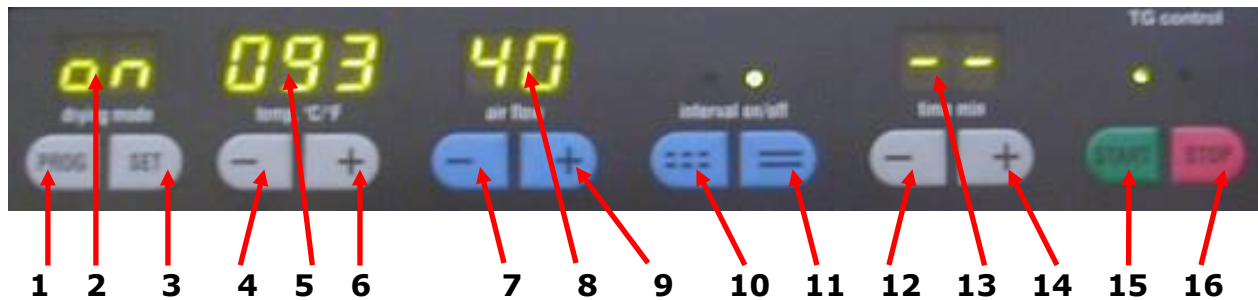 TG control
on 093 40 - -
drying mode temp. °C/°F air flow interval on/off time min
PROG SET - + - + - + START STOP
1 2 3 4 5 6 7 8 9 10 11 12 13 14 15 16